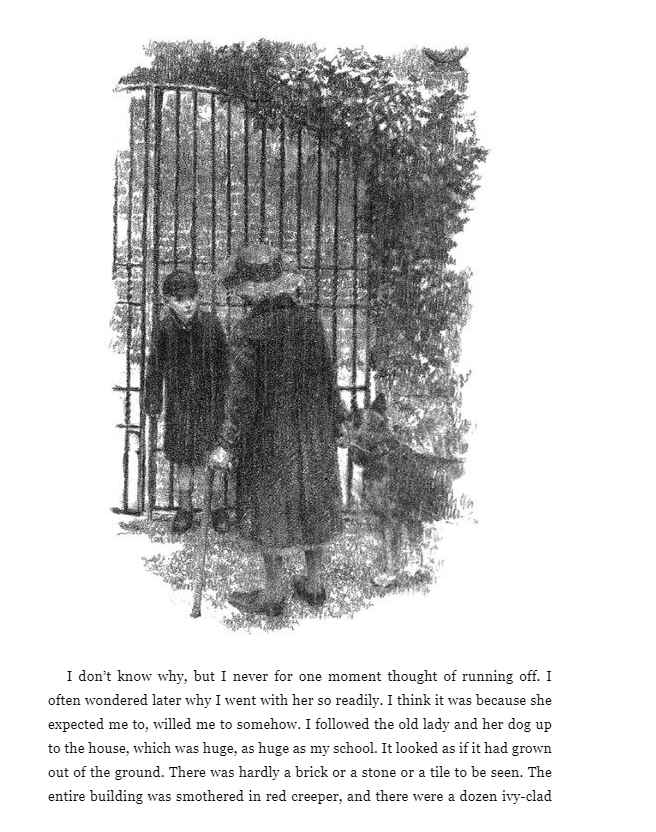 I don’t know why, but I never for one moment thought of running off. I
often wondered later why I went with her so readily. I think it was because she
expected me to, willed me to somehow. I followed the old lady and her dog up
to the house, which was huge, as huge as my school. It looked as if it had grown
out of the ground. There was hardly a brick or a stone or a tile to be seen. The
entire building was smothered in red creeper, and there were a dozen ivy-clad